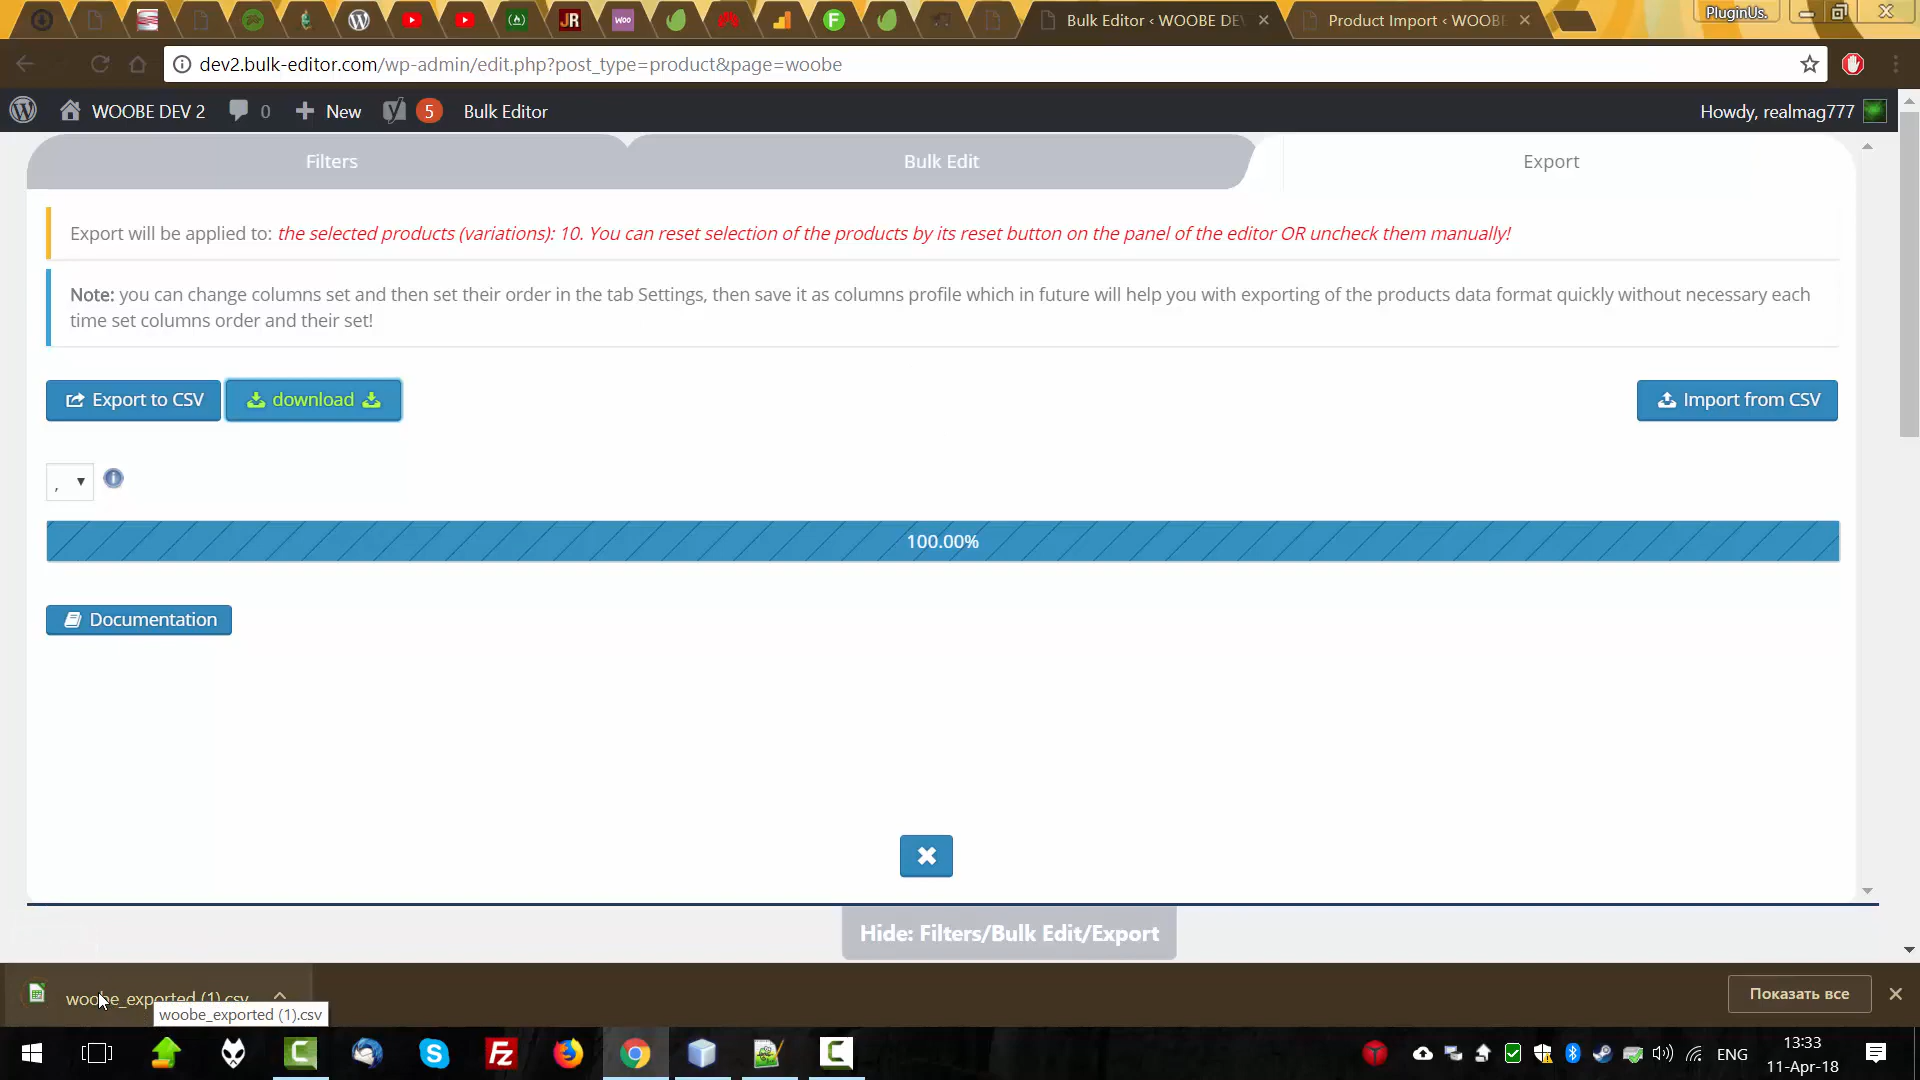 PluginUs.
Bulk Editor ‹ WOOBE DE
Product Import ‹ WOOBE
dev2.bulk-editor.com/wp-admin/edit.php?post_type=product&page=woobe
WOOBE DEV 2
0
New
5
Bulk Editor
Howdy, realmag777
Filters
Bulk Edit
Export
Export will be applied to: the selected products (variations): 10. You can reset selection of the products by its reset button on the panel of the editor OR uncheck them manually!
Note: you can change columns set and then set their order in the tab Settings, then save it as columns profile which in future will help you with exporting of the products data format quickly without necessary each
time set columns order and their set!
Export to CSV
download
Import from CSV
,
100.00%
Documentation
Hide: Filters/Bulk Edit/Export
woobe_exported (1).csv
woobe_exported (1).csv
Показать все
ENG
13:33
11-Apr-18